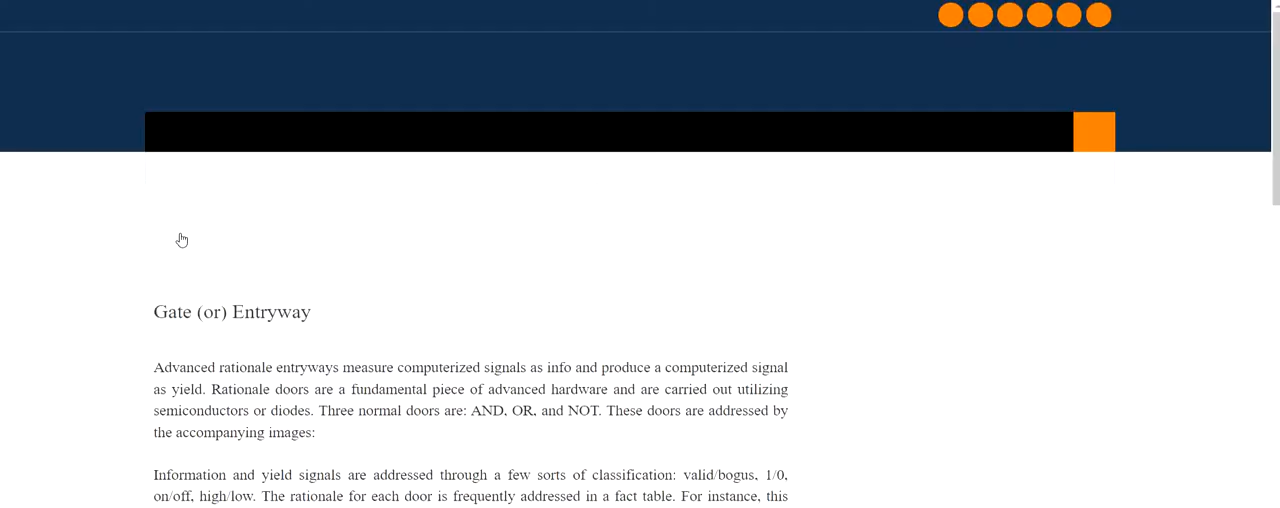 Gate (or) Entryway
Advanced rationale entryways measure computerized signals as info and produce a computerized signal
as yield. Rationale doors are a fundamental piece of advanced hardware and are carried out utilizing
semiconductors or diodes. Three normal doors are: AND, OR, and NOT. These doors are addressed by
the accompanying images:
Information and yield signals are addressed through a few sorts of classification: valid/bogus, 1/0,
on/off, high/low. The rationale for each door is frequently addressed in a fact table. For instance, this